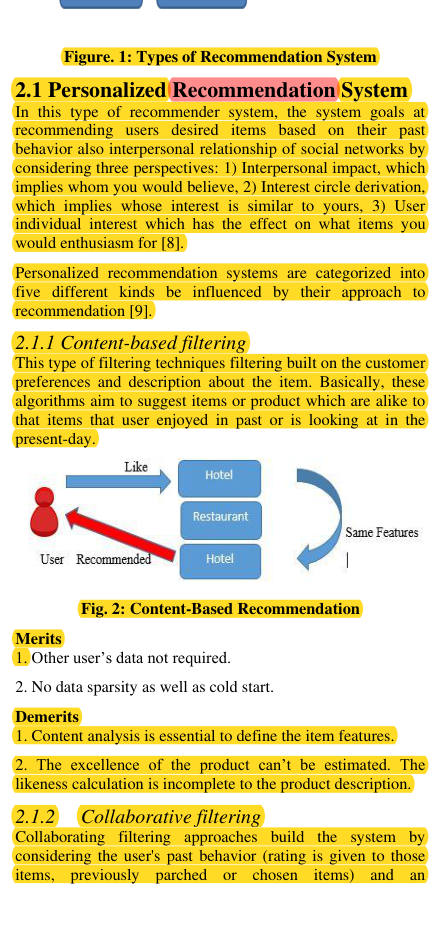 Figure. 1: Types of Recommendation System
2.1 Personalized Recommendation System
In this type of recommender system, the system goals at
recommending users desired items based on their past
behavior also interpersonal relationship of social networks by
considering three perspectives: 1) Interpersonal impact, which
implies whom you would believe, 2) Interest circle derivation,
which implies whose interest is similar to yours, 3) User
individual interest which has the effect on what items you
would enthusiasm for [8].
Personalized recommendation systems are categorized into
five different kinds be influenced by their approach to
recommendation [9].
2.1.1 Content-based filtering
This type of filtering techniques filtering built on the customer
preferences and description about the item. Basically, these
algorithms aim to suggest items or product which are alike to
that items that user enjoyed in past or is looking at in the
present-day.
Like
Hotel
Restaurant
Same Features
User Recommended
Hotel
Fig. 2: Content-Based Recommendation
Merits
1. Other user's data not required.
2. No data sparsity as well as cold start.
Demerits
1. Content analysis is essential to define the item features.
2. The excellence of the product can't be estimated. The
likeness calculation is incomplete to the product description.
2.1.2 Collaborative filtering
Collaborating filtering approaches build the system by
considering the user's past behavior (rating is given to those
items, previously parched or chosen items) and an